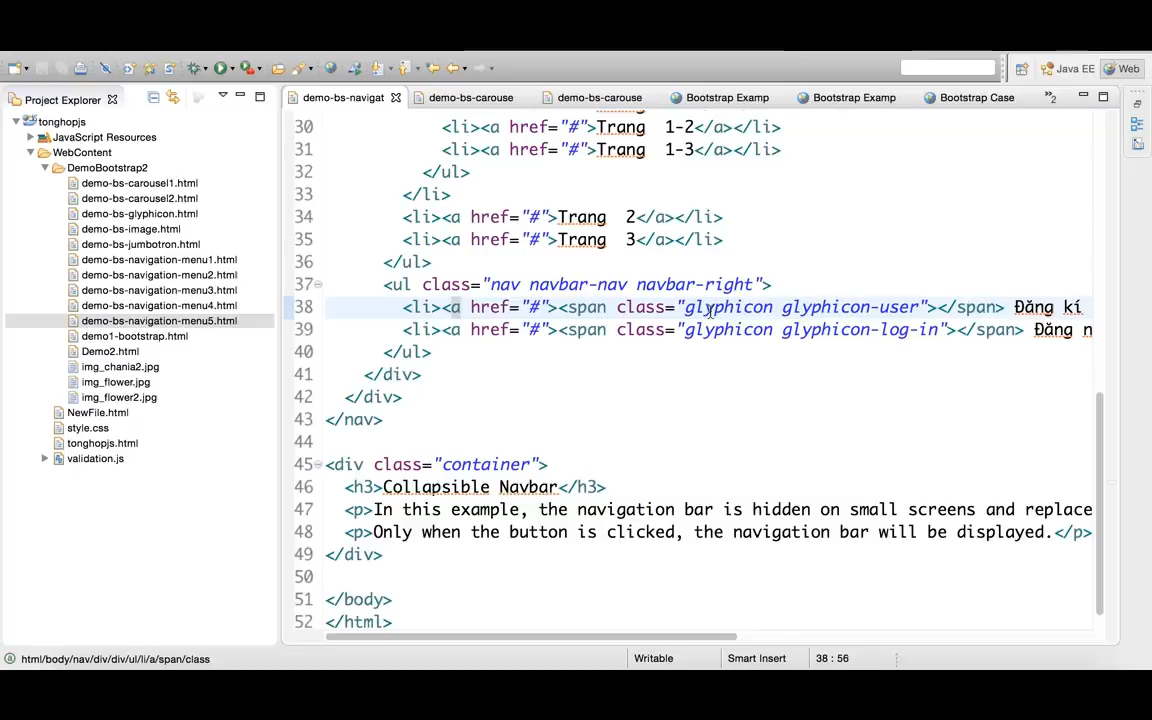 Java EE
Web
Project Explorer
demo-bs-navigat
demo-bs-carouse
demo-bs-carouse
Bootstrap Examp
Bootstrap Examp
Bootstrap Case
»2
tonghopjs
JavaScript Resources
WebContent
DemoBootstrap2
demo-bs-carousel1.html
demo-bs-carousel2.html
demo-bs-glyphicon.html
demo-bs-image.html
demo-bs-jumbotron.html
demo-bs-navigation-menu1.html
demo-bs-navigation-menu2.html
demo-bs-navigation-menu3.html
demo-bs-navigation-menu4.html
demo-bs-navigation-menu5.html
demo1-bootstrap.html
Demo2.html
img_chania2.jpg
img_flower.jpg
img_flower2.jpg
NewFile.html
style.css
tonghopjs.html
validation.js
30 <li><a href="#">Trang 1-2</a></li>
31 <li><a href="#">Trang 1-3</a></li>
32 </ul>
33 </li>
34 <li><a href="#">Trang 2</a></li>
35 <li><a href="#">Trang 3</a></li>
36 </ul>
37 <ul class="nav navbar-nav navbar-right">
38 <li><a href="#"><span class="glyphicon glyphicon-user"></span> Đăng kí
39 <li><a href="#"><span class="glyphicon glyphicon-log-in"></span> Đăng n
40 </ul>
41 </div>
42 </div>
43 </nav>
44
45 <div class="container">
46 <h3>Collapsible Navbar</h3>
47 <p>In this example, the navigation bar is hidden on small screens and replace
48 <p>Only when the button is clicked, the navigation bar will be displayed.</p>
49 </div>
50
51 </body>
52 </html>
html/body/nav/div/div/ul/li/a/span/class
Writable
Smart Insert
38 : 56